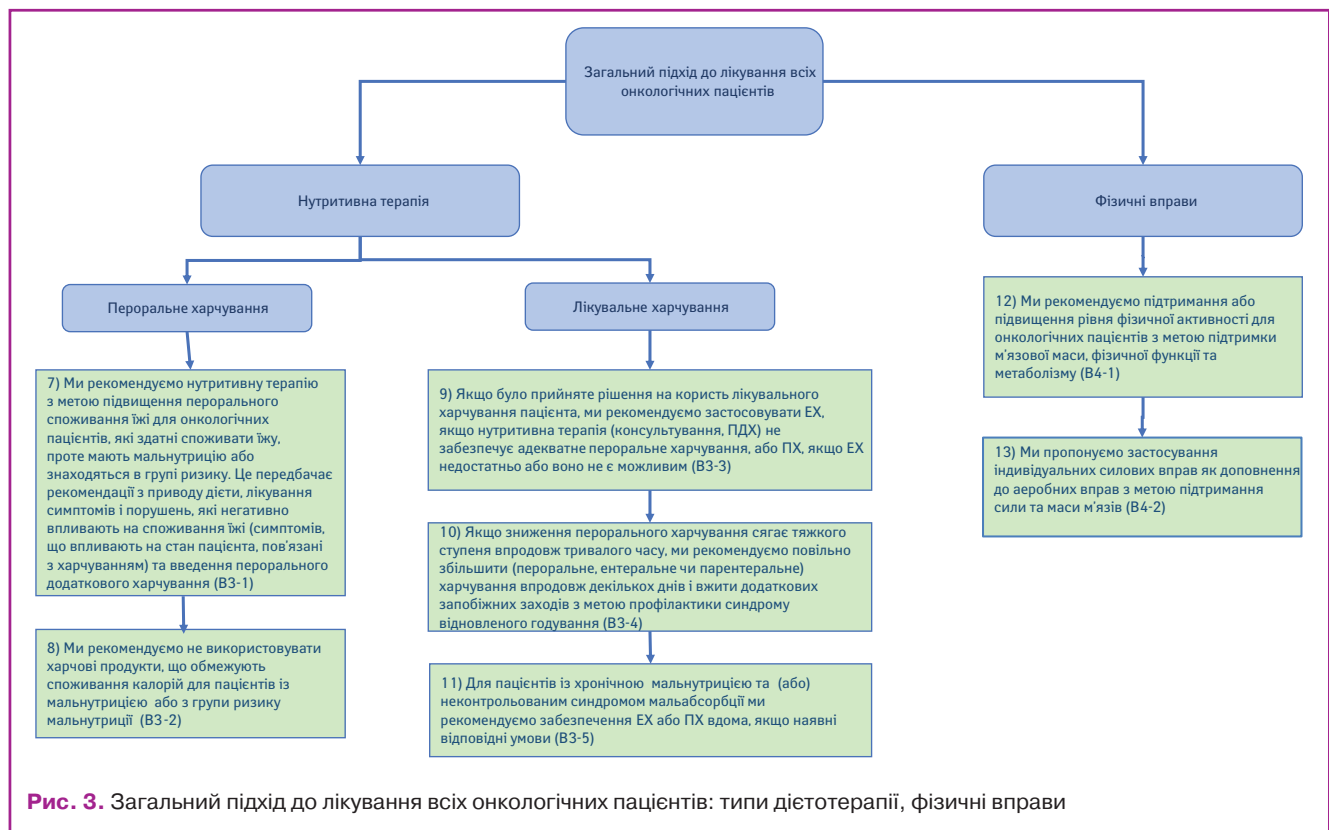 Загальний підхід до лікування всіх
онкологічних пацієнтів
Нутритивна терапія
Фізичні вправи
Пероральне харчування
Лікувальне харчування
7) Ми рекомендуємо нутритивну терапію
з метою підвищення перорального
споживання їжі для онкологічних
пацієнтів, які здатні споживати їжу,
проте мають мальнутрицію або
знаходяться в групі ризику. Це передбачає
рекомендації з приводу дієти, лікування
симптомів і порушень, які негативно
впливають на споживання їжі (симптомів,
що впливають на стан пацієнта, пов'язані
з харчуванням) та введення перорального
додаткового харчування (B3-1)
8) Ми рекомендуємо не використовувати
харчові продукти, що обмежують
споживання калорій для пацієнтів із
мальнутрицією або з групи ризику
мальнутриції (B3-2)
9) Якщо було прийняте рішення на користь лікувального
харчування пацієнта, ми рекомендуємо застосовувати ЕХ,
якщо нутритивна терапія (консультування, ПДХ) не
забезпечує адекватне пероральне харчування, або ПХ, якщо ЕХ
недостатньо або воно не є можливим (B3-3)
10) Якщо зниження перорального харчування сягає тяжкого
ступеня впродовж тривалого часу, ми рекомендуємо повільно
збільшити (пероральне, ентеральне чи парентеральне)
харчування впродовж декількох днів і вжити додаткових
запобіжних заходів з метою профілактики синдрому
відновленого годування (B3-4)
11) Для пацієнтів із хронічною мальнутрицією та (або)
неконтрольованим синдромом мальабсорбції ми
рекомендуємо забезпечення ЕХ або ПХ вдома, якщо наявні
відповідні умови (B3-5)
12) Ми рекомендуємо підтримання або
підвищення рівня фізичної активності для
онкологічних пацієнтів з метою підтримки
м'язової маси, фізичної функції та
метаболізму (B4-1)
13) Ми пропонуємо застосування
індивідуальних силових вправ як доповнення
до аеробних вправ з метою підтримання
сили та маси м'язів (B4-2)
Рис. 3. Загальний підхід до лікування всіх онкологічних пацієнтів: типи дієтотерапії, фізичні вправи